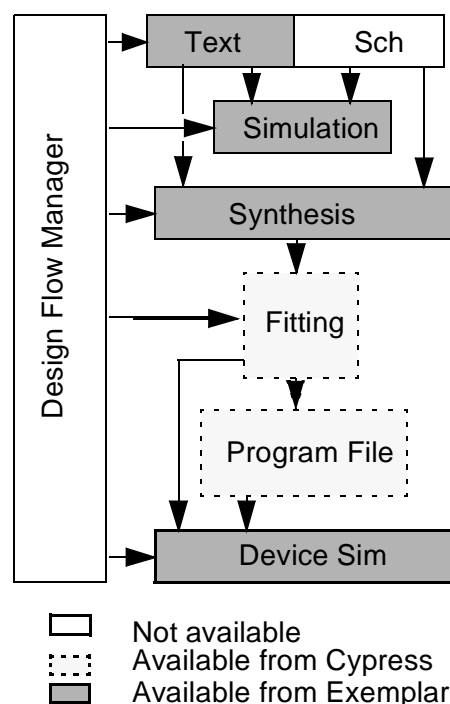 Text
Sch
Simulation
Synthesis
Design Flow Manager
Fitting
Program File
Device Sim
Not available
Available from Cypress
Available from Exemplar